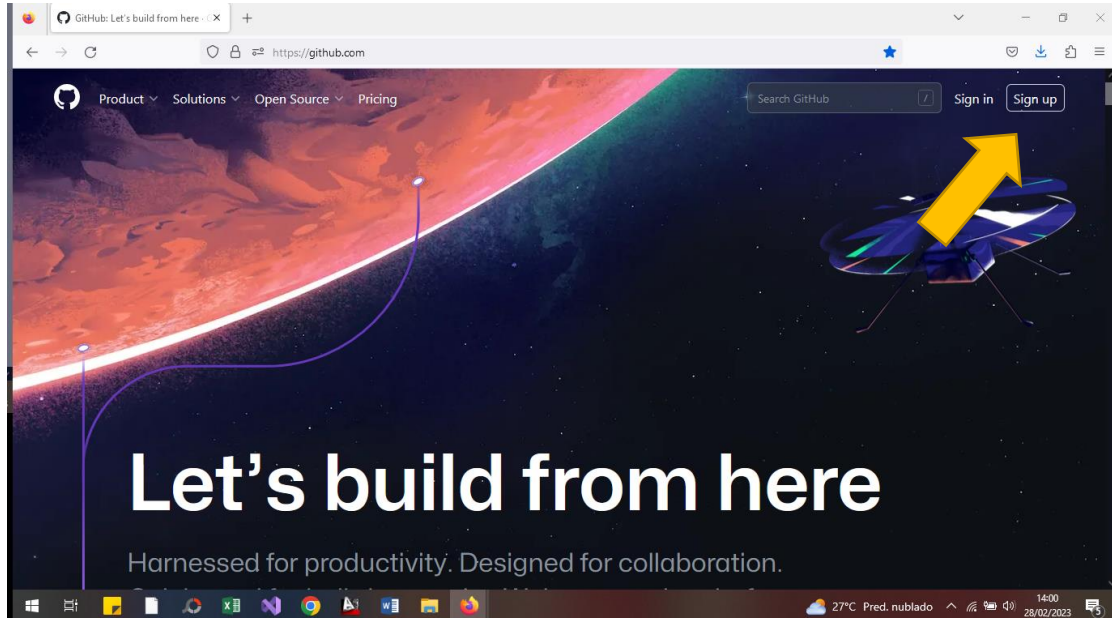 GitHub: Let's build from here ·
https://github.com
Product Solutions Open Source Pricing Search GitHub / Sign in Sign up
Let's build from here
Harnessed for productivity. Designed for collaboration.
27°C Pred. nublado 14:00
28/02/2023 5